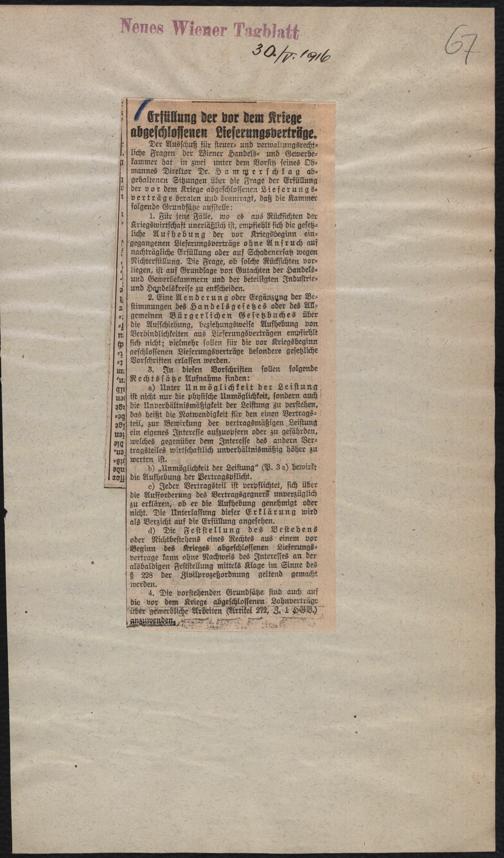 Neues Wiener Tagblatt
30./V. 1916
67
Erfüllung der vor dem Kriege
abgeschlossenen Lieferungsverträge.
Der Ausschuß für steuer- und verwaltungsrecht-
liche Fragen der Wiener Handels- und Gewerbe-
kammer hat in zwei unter dem Vorsitz seines Ob-
mannes Direktor Dr. Hammerschlag ab-
gehaltenen Sitzungen über die Frage der Erfüllung
der vor dem Kriege abgeschlossenen Lieferungs-
verträge beraten und beantragt, daß die Kammer
folgende Grundsätze aufstelle:
1. Für jene Fälle, wo es aus Rücksichten der
Kriegswirtschaft unerläßlich ist, empfiehlt sich die gesetz-
liche Aufhebung der vor Kriegsbeginn ein-
gegangenen Lieferungsverträge ohne Anspruch auf
nachträgliche Erfüllung oder auf Schadenersatz wegen
Nichterfüllung. Die Frage, ob solche Rücksichten vor-
liegen, ist auf Grundlage von Gutachten der Handels-
und Gewerbekammern und der beteiligten Industrie-
und Handelskreise zu entscheiden.
2. Eine Aenderung oder Ergänzung der Be-
stimmungen des Handelsgesetzes oder des All-
gemeinen Bürgerlichen Gesetzbuches über
die Aufschiebung, beziehungsweise Aufhebung von
Verbindlichkeiten aus Lieferungsverträgen empfiehlt
sich nicht; vielmehr sollen für die vor Kriegsbeginn
geschlossenen Lieferungsverträge besondere gesetzliche
Vorschriften erlassen werden.
3. In diesen Vorschriften sollen folgende
Rechtssätze Aufnahme finden:
a) Unter Unmöglichkeit der Leistung
ist nicht nur die physische Unmöglichkeit, sondern auch
die Unverhältnismäßigkeit der Leistung zu verstehen,
das heißt die Notwendigkeit für den einen Vertrags-
teil, zur Bewirkung der vertragsmäßigen Leistung
ein eigenes Interesse aufzuopfern oder zu gefährden,
welches gegenüber dem Interesse des andern Ver-
tragsteiles wirtschaftlich unverhältnismäßig höher zu
werten ist.
b) „Unmöglichkeit der Leistung“ (P. 3 a) bewirkt
die Aufhebung der Vertragspflicht.
c) Jeder Vertragsteil ist verpflichtet, sich über
die Aufforderung des Vertragsgegners unverzüglich
zu erklären, ob er die Aufhebung genehmigt oder
nicht. Die Unterlassung dieser Erklärung wird
als Verzicht auf die Erfüllung angesehen.
d) Die Feststellung des Bestehens
oder Nichtbestehens eines Rechtes aus einem vor
Beginn des Krieges abgeschlossenen Lieferungs-
vertrage kann ohne Nachweis des Interesses an der
alsbaldigen Feststellung mittels Klage im Sinne des
§ 228 der Zivilprozeßordnung geltend gemacht
werden.
4. Die vorstehenden Grundsätze sind auch auf
die vor dem Kriege abgeschlossenen Lohnverträge
über gewerbliche Arbeiten (Artikel 272, Z. 1 HGB.)
anzuwenden.